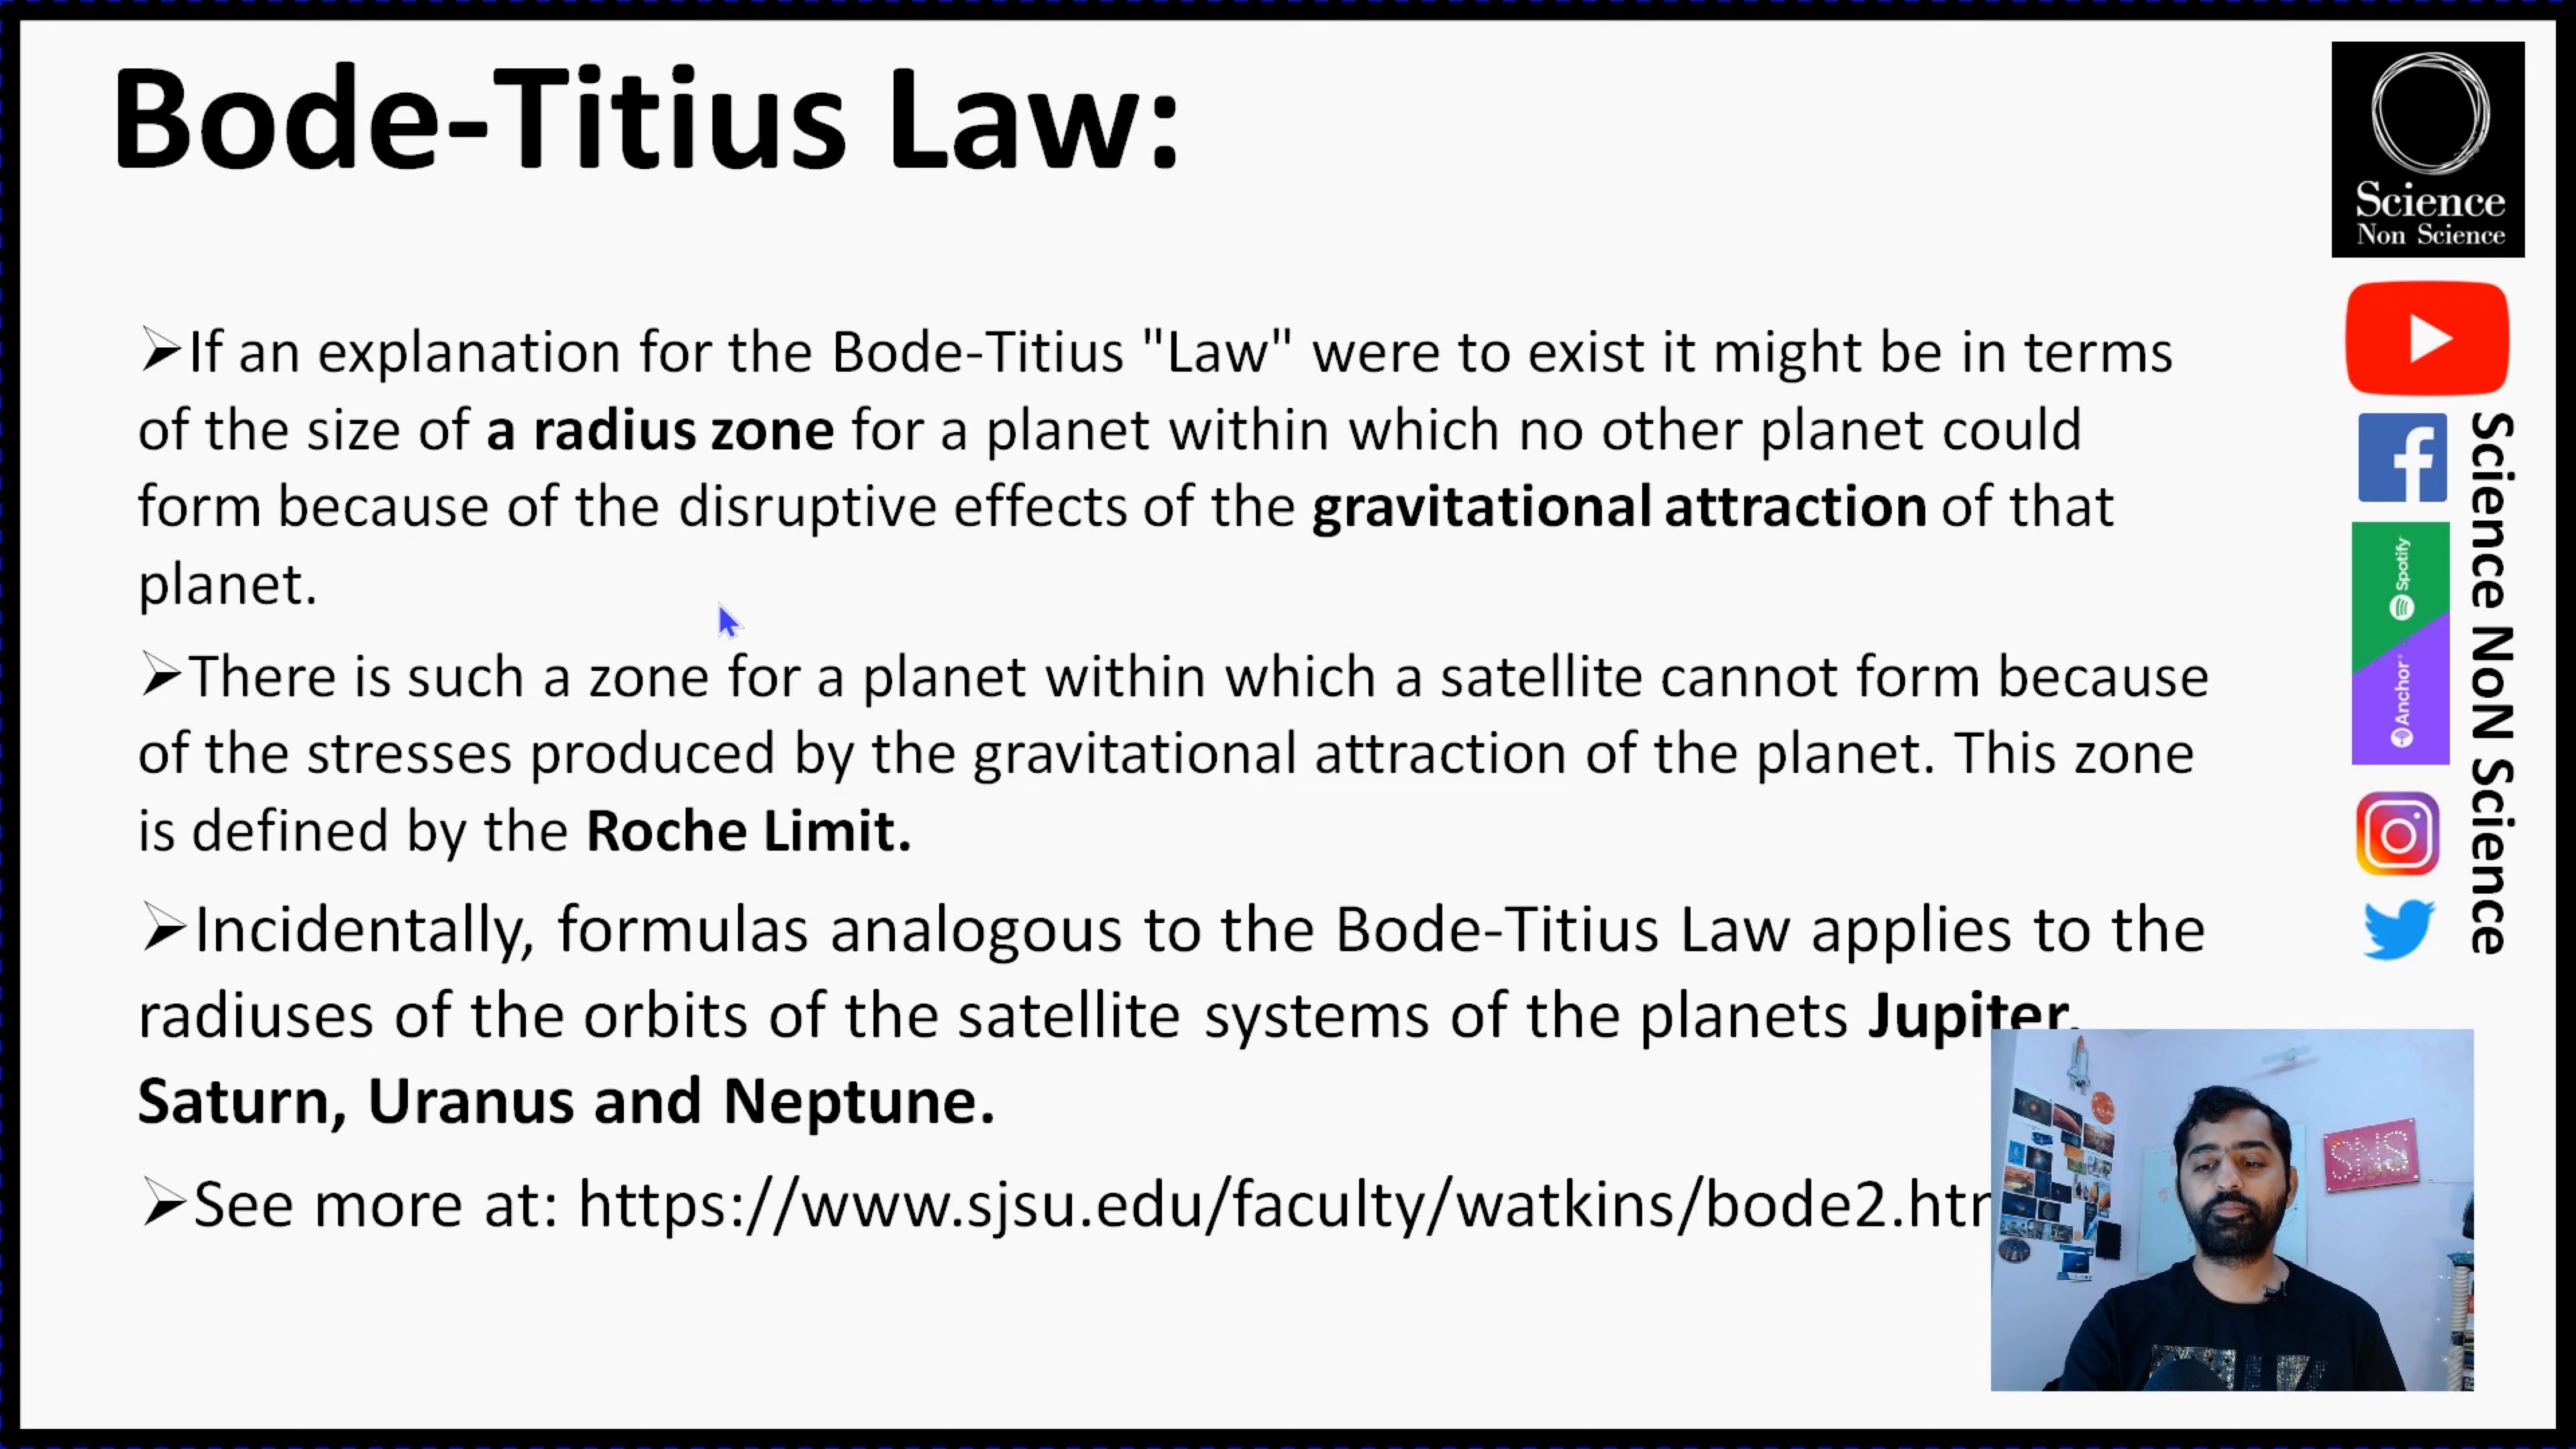 Bode-Titius Law:
➢If an explanation for the Bode-Titius "Law" were to exist it might be in terms
of the size of a radius zone for a planet within which no other planet could
form because of the disruptive effects of the gravitational attraction of that
planet.
➢There is such a zone for a planet within which a satellite cannot form because
of the stresses produced by the gravitational attraction of the planet. This zone
is defined by the Roche Limit.
➢Incidentally, formulas analogous to the Bode-Titius Law applies to the
radiuses of the orbits of the satellite systems of the planets Jupiter,
Saturn, Uranus and Neptune.
➢See more at: https://www.sjsu.edu/faculty/watkins/bode2.htm
Science
Non Science
Spotify
Anchor
Science NoN Science
SNS